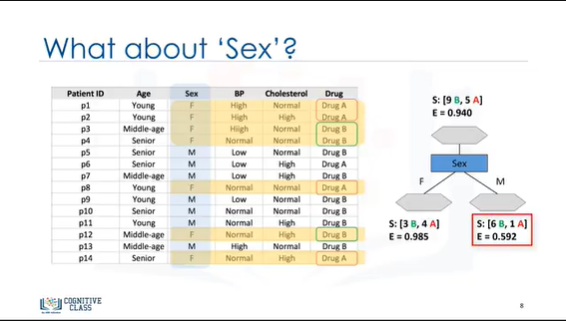 What about 'Sex'?
Patient ID Age Sex BP Cholesterol Drug
p1 Young F High Normal Drug A
p2 Young F High High Drug A
p3 Middle-age F Hiigh Normal Drug B
p4 Senior F Normal Normal Drug B
p5 Senior M Low Normal Drug B
p6 Senior M Low High Drug A
p7 Middle-age M Low High Drug B
p8 Young F Normal Normal Drug A
p9 Young M Low Normal Drug B
p10 Senior M Normal Normal Drug B
p11 Young M Normal High Drug B
p12 Middle-age F Normal High Drug B
p13 Middle-age M High Normal Drug B
p14 Senior F Normal High Drug A
S: [9 B, 5 A]
E = 0.940
Sex
F M
S: [3 B, 4 A]
E = 0.985
S: [6 B, 1 A]
E = 0.592
COGNITIVE
CLASS
8